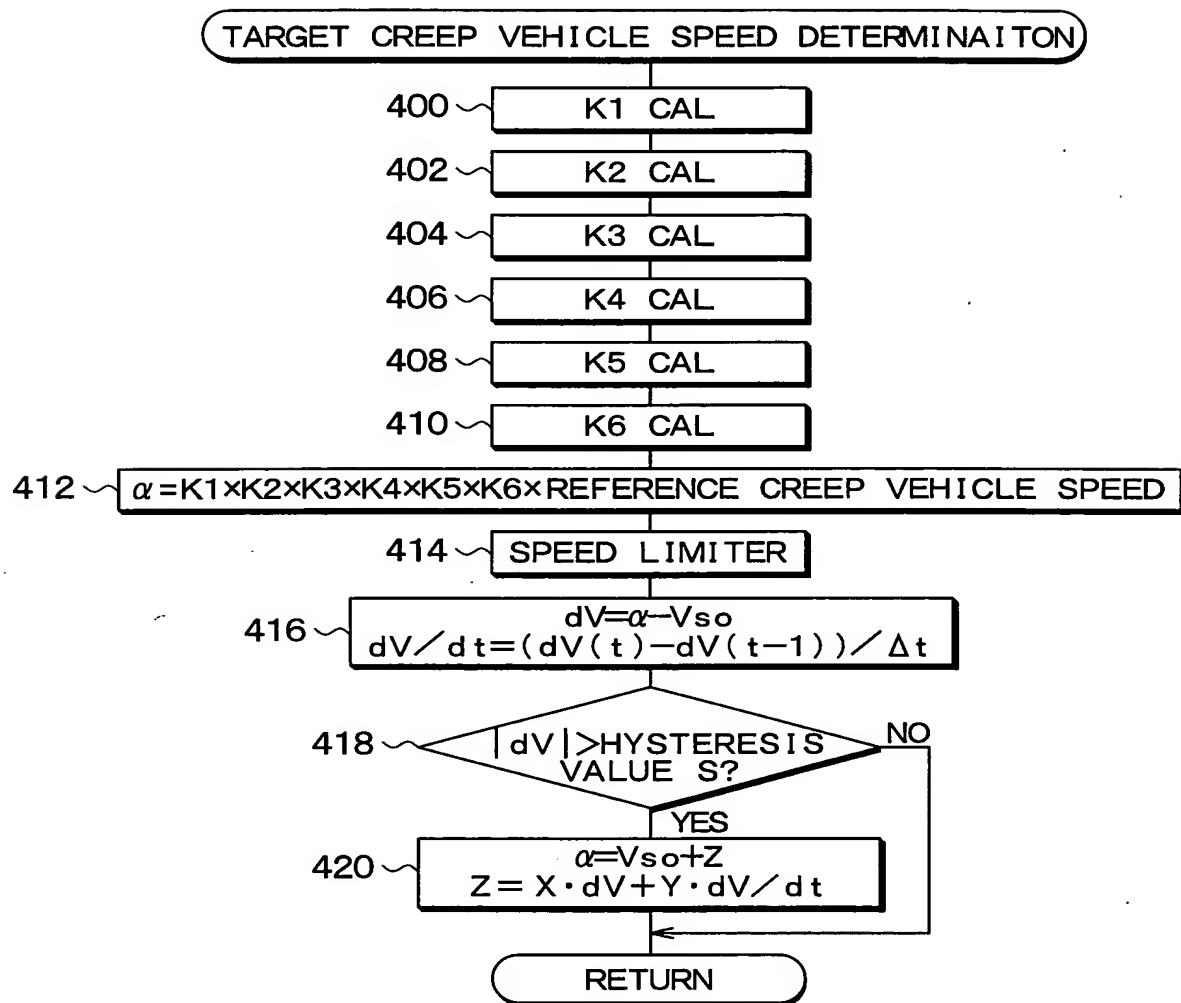 TARGET CREEP VEHICLE SPEED DETERMINAITON
400
K1 CAL
402
K2 CAL
404
K3 CAL
406
K4 CAL
408
K5 CAL
410
K6 CAL
412
α=K1×K2×K3×K4×K5×K6×REFERENCE CREEP VEHICLE SPEED
414
SPEED LIMITER
416
dV=α−Vso
dV/dt=(dV(t)−dV(t−1))/Δt
418
|dV|>HYSTERESIS
VALUE S?
NO
YES
420
α=Vso+Z
Z=X·dV+Y·dV/dt
RETURN